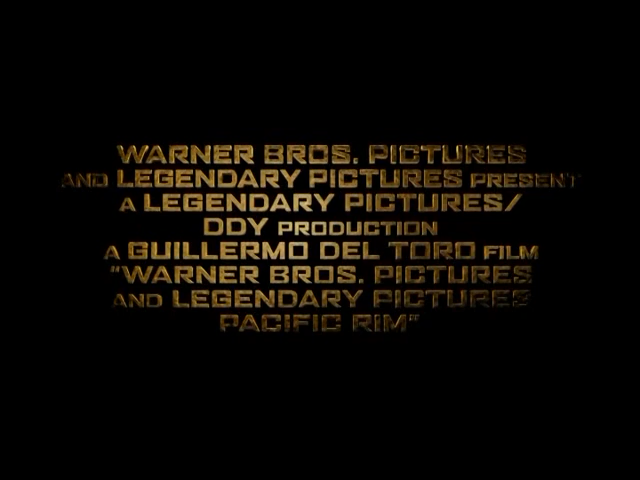 WARNER BROS. PICTURES
AND LEGENDARY PICTURES PRESENT
A LEGENDARY PICTURES/
DDY PRODUCTION
A GUILLERMO DEL TORO FILM
"WARNER BROS. PICTURES
AND LEGENDARY PICTURES
PACIFIC RIM"